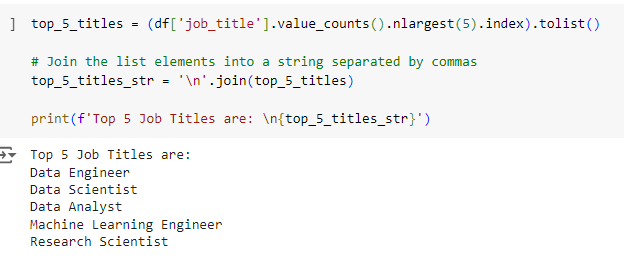 ] top_5_titles = (df['job_title'].value_counts().nlargest(5).index).tolist()
# Join the list elements into a string separated by commas
top_5_titles_str = '\n'.join(top_5_titles)
print(f'Top 5 Job Titles are: \n{top_5_titles_str}')
Top 5 Job Titles are:
Data Engineer
Data Scientist
Data Analyst
Machine Learning Engineer
Research Scientist